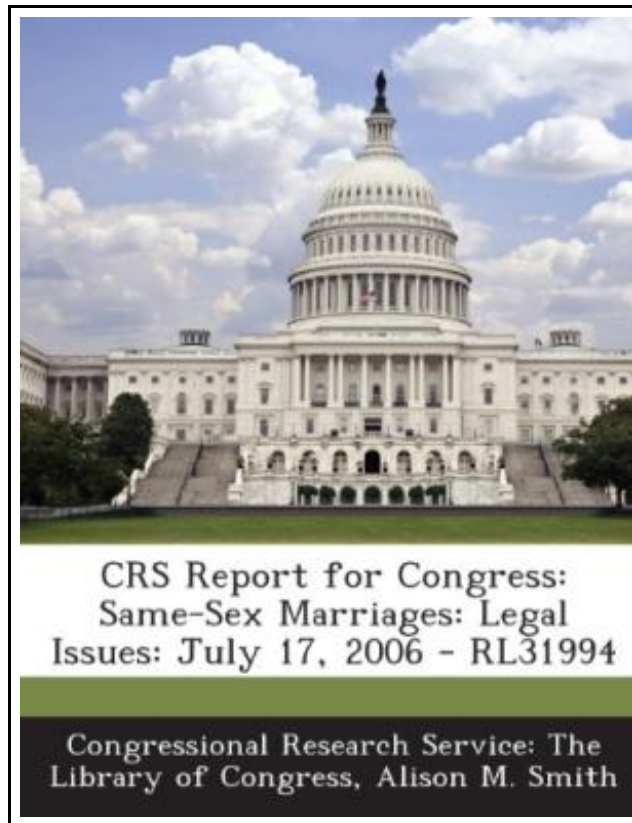 CRS Report for Congress:
Same-Sex Marriages: Legal
Issues: July 17, 2006 - RL31994
Congressional Research Service: The
Library of Congress, Alison M. Smith